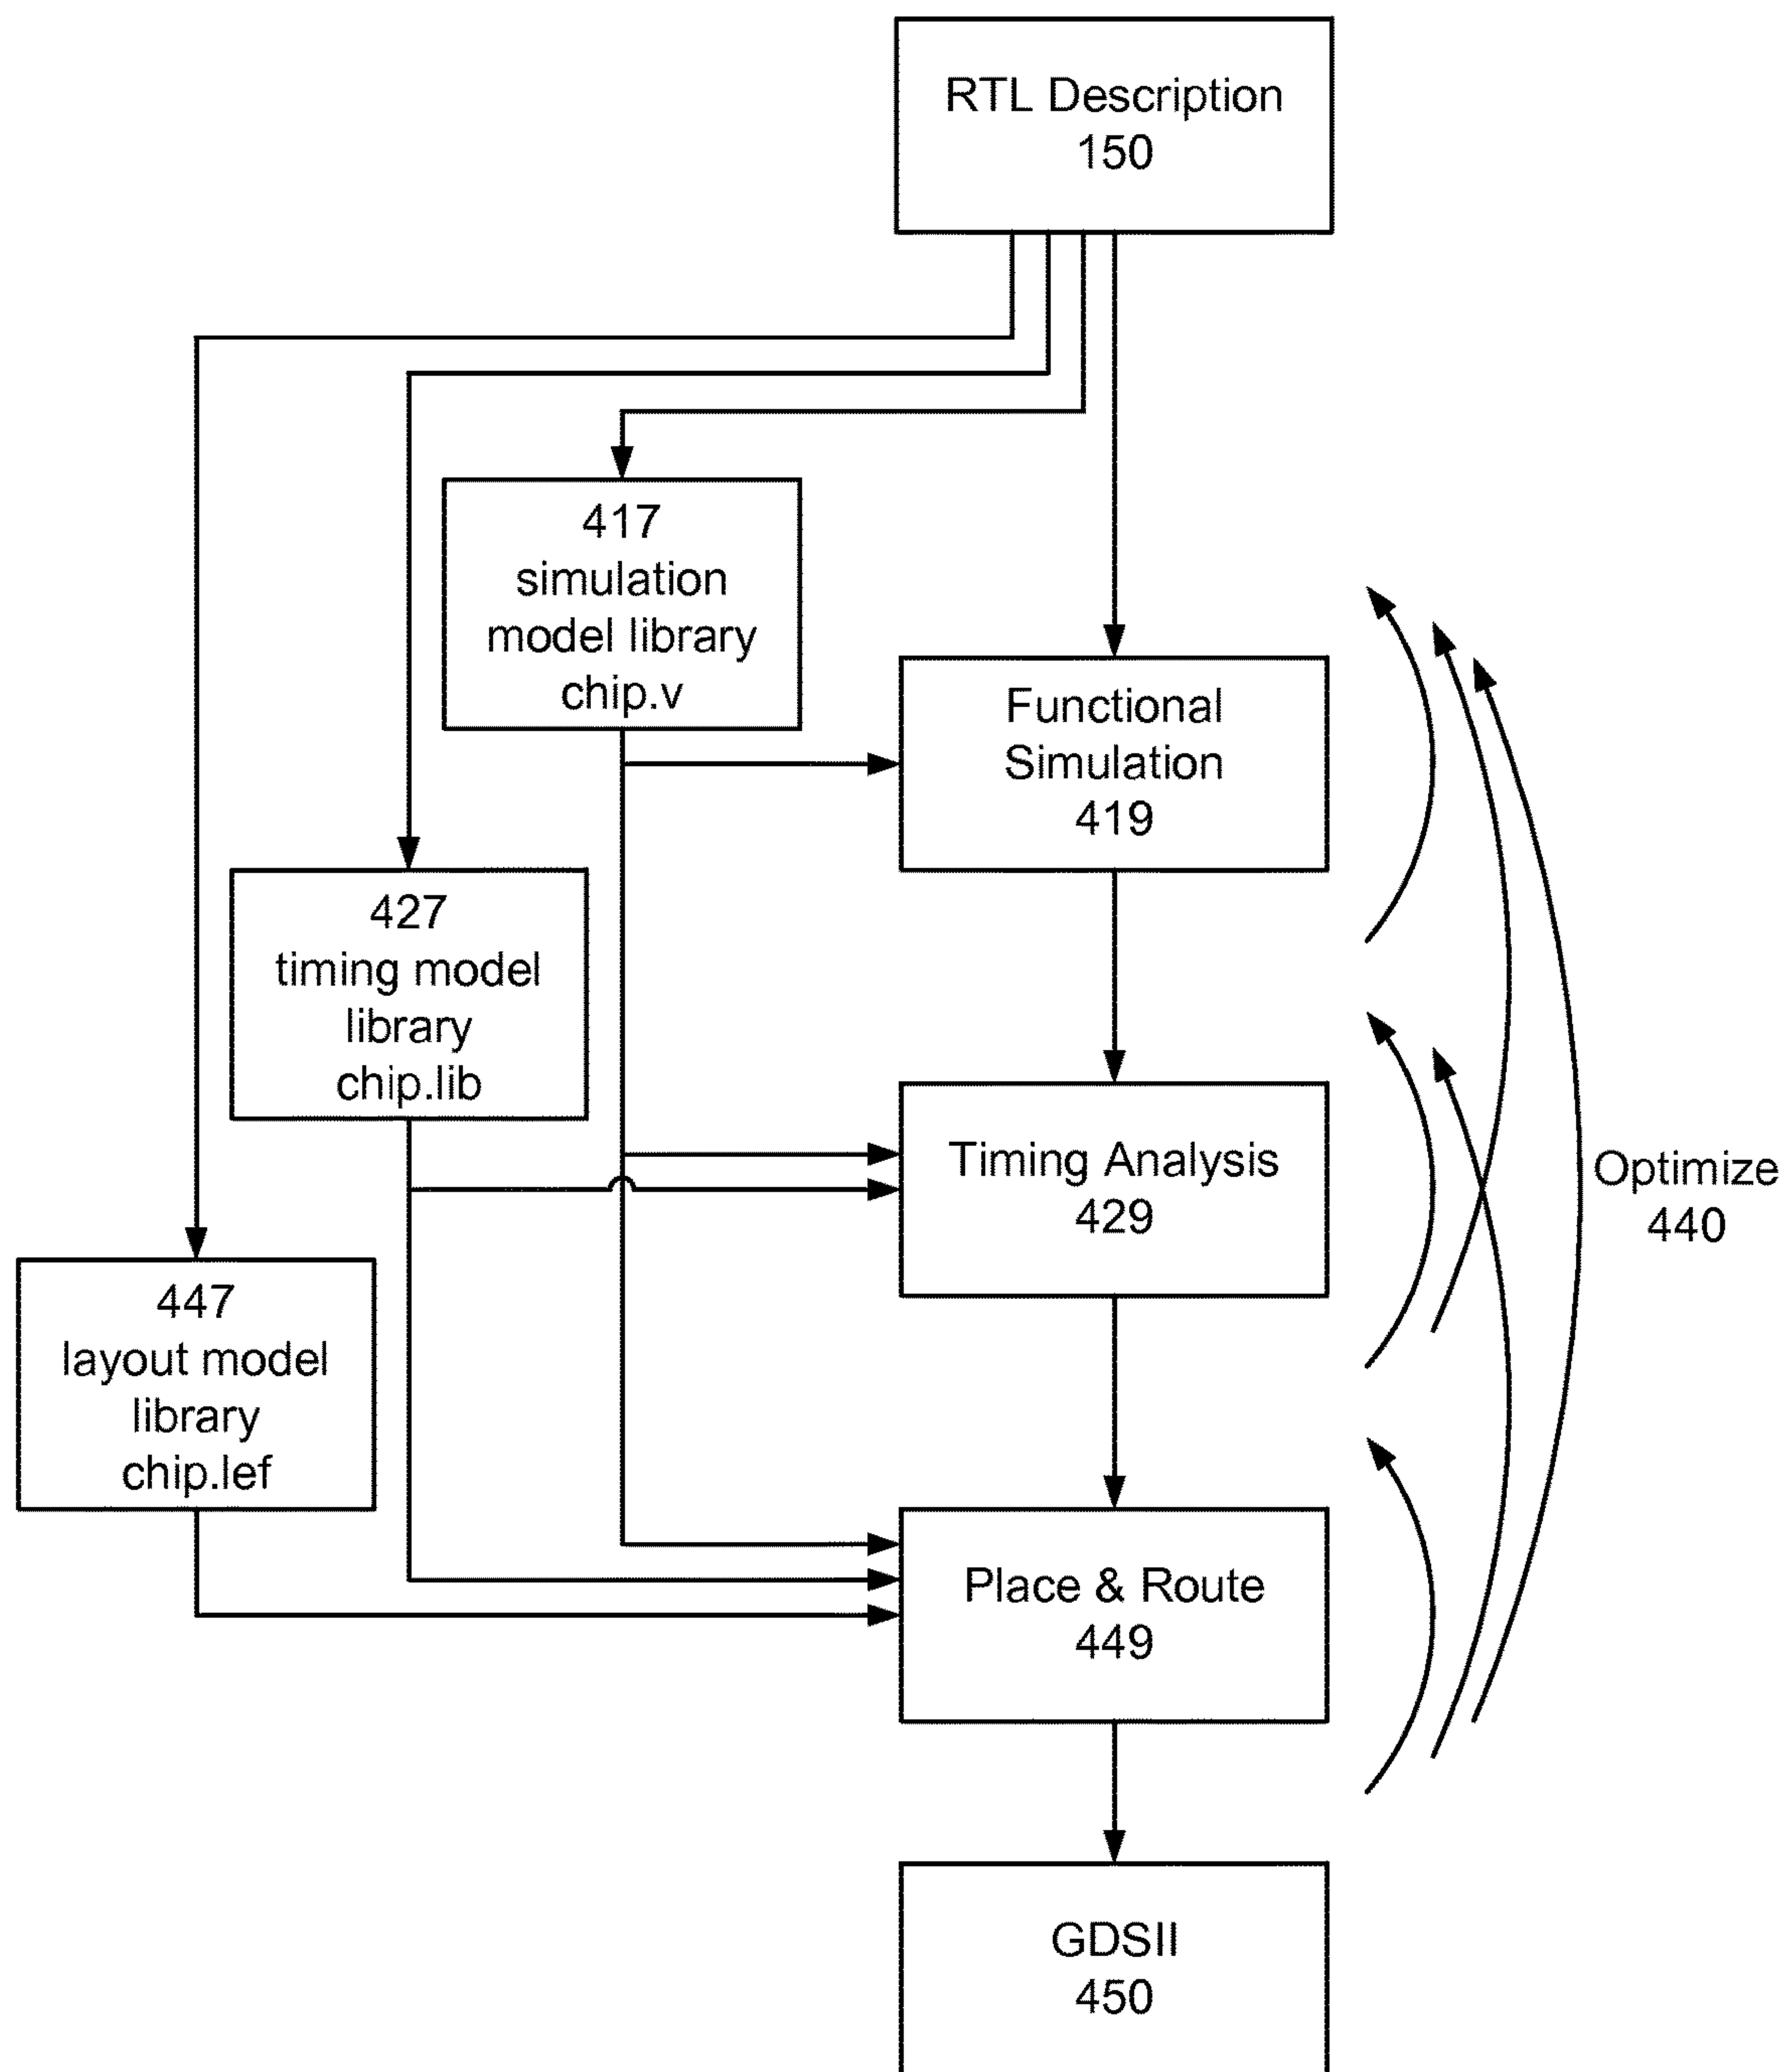 RTL Description
150
417
simulation
model library
chip.v
Functional
Simulation
419
427
timing model
library
chip.lib
Timing Analysis
429
Optimize
440
447
layout model
library
chip.lef
Place & Route
449
GDSII
450